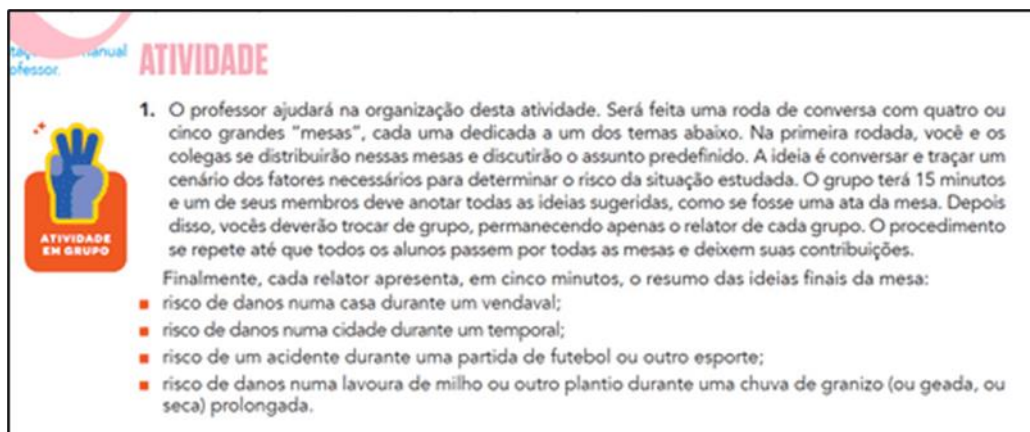 anual
ofessor.
ATIVIDADE
1. O professor ajudará na organização desta atividade. Será feita uma roda de conversa com quatro ou
cinco grandes “mesas”, cada uma dedicada a um dos temas abaixo. Na primeira rodada, você e os
colegas se distribuirão nessas mesas e discutirão o assunto predefinido. A ideia é conversar e traçar um
cenário dos fatores necessários para determinar o risco da situação estudada. O grupo terá 15 minutos
e um de seus membros deve anotar todas as ideias sugeridas, como se fosse uma ata da mesa. Depois
disso, vocês deverão trocar de grupo, permanecendo apenas o relator de cada grupo. O procedimento
se repete até que todos os alunos passem por todas as mesas e deixem suas contribuições.
ATIVIDADE
EM GRUPO
Finalmente, cada relator apresenta, em cinco minutos, o resumo das ideias finais da mesa:
■ risco de danos numa casa durante um vendaval;
■ risco de danos numa cidade durante um temporal;
■ risco de um acidente durante uma partida de futebol ou outro esporte;
■ risco de danos numa lavoura de milho ou outro plantio durante uma chuva de granizo (ou geada, ou
seca) prolongada.